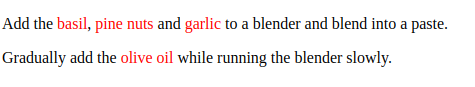 Add the basil, pine nuts and garlic to a blender and blend into a paste.
Gradually add the olive oil while running the blender slowly.